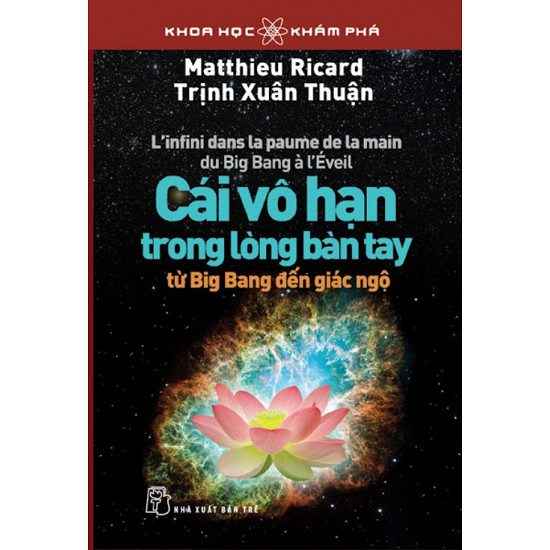 KHOA HỌC KHÁM PHÁ
Matthieu Ricard
Trịnh Xuân Thuận
L'infini dans la paume de la main
du Big Bang à l'Éveil
Cái vô hạn
trong lòng bàn tay
từ Big Bang đến giác ngộ
NHÀ XUẤT BẢN TRẺ